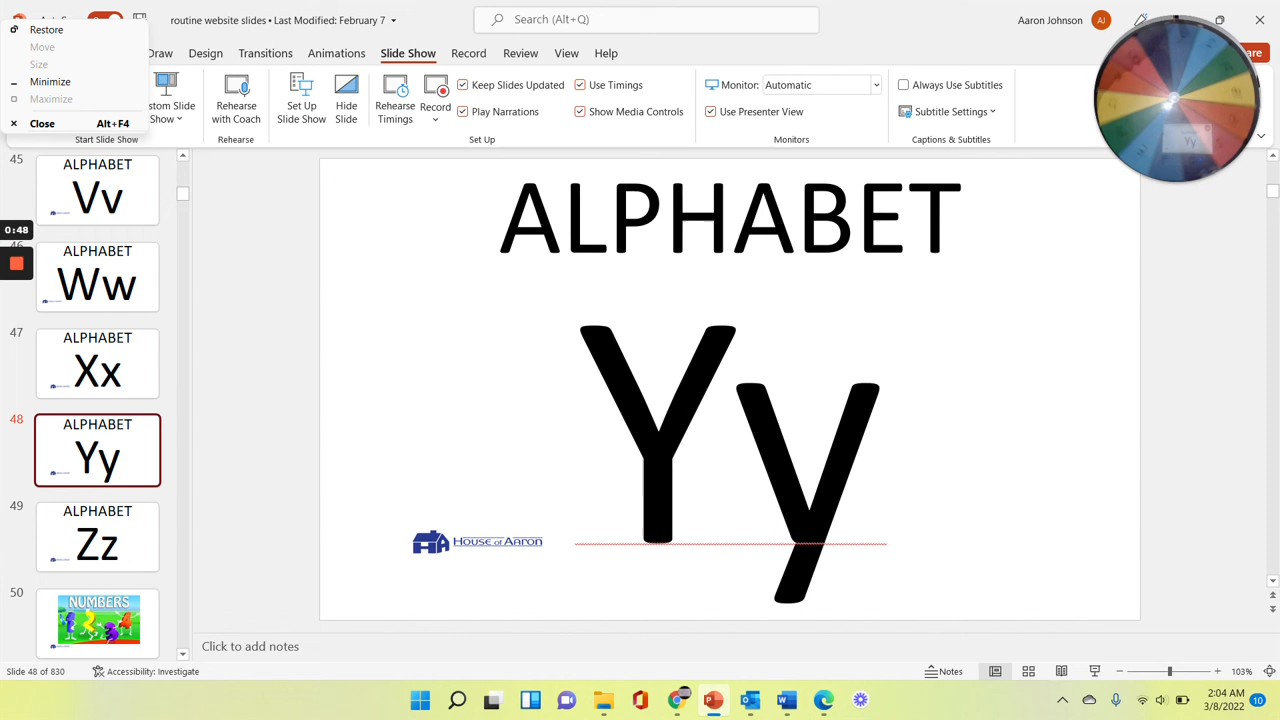 routine website slides • Last Modified: February 7
Search (Alt+Q)
Aaron Johnson
AJ
Restore
Move
Size
Minimize
Maximize
Close Alt+F4
Draw
Design
Transitions
Animations
Slide Show
Record
Review
View
Help
Rehearse with Coach
Set Up Slide Show
Hide Slide
Rehearse Timings
Record
Keep Slides Updated
Use Timings
Play Narrations
Show Media Controls
Monitor: Automatic
Use Presenter View
Always Use Subtitles
Subtitle Settings
Start Slide Show
Rehearse
Set Up
Monitors
Captions & Subtitles
45
ALPHABET
Vv
0:48
46
ALPHABET
Ww
47
ALPHABET
Xx
48
ALPHABET
Yy
49
ALPHABET
Zz
50
NUMBERS
ALPHABET
Yy
HA House of Aaron
Click to add notes
Slide 48 of 830
Accessibility: Investigate
Notes
103%
2:04 AM
3/8/2022
10